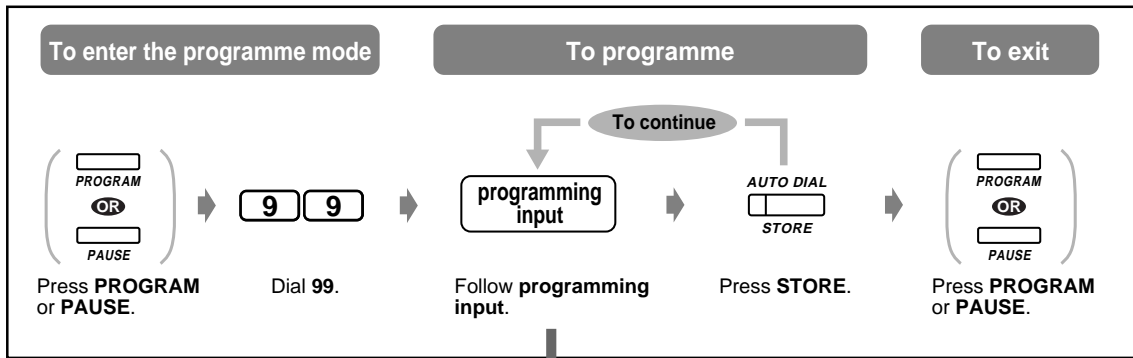 To enter the programme mode
To programme
To exit
To continue
PROGRAM
OR
PAUSE
9 9
programming
input
AUTO DIAL
STORE
PROGRAM
OR
PAUSE
Press PROGRAM
or PAUSE.
Dial 99.
Follow programming
input.
Press STORE.
Press PROGRAM
or PAUSE.